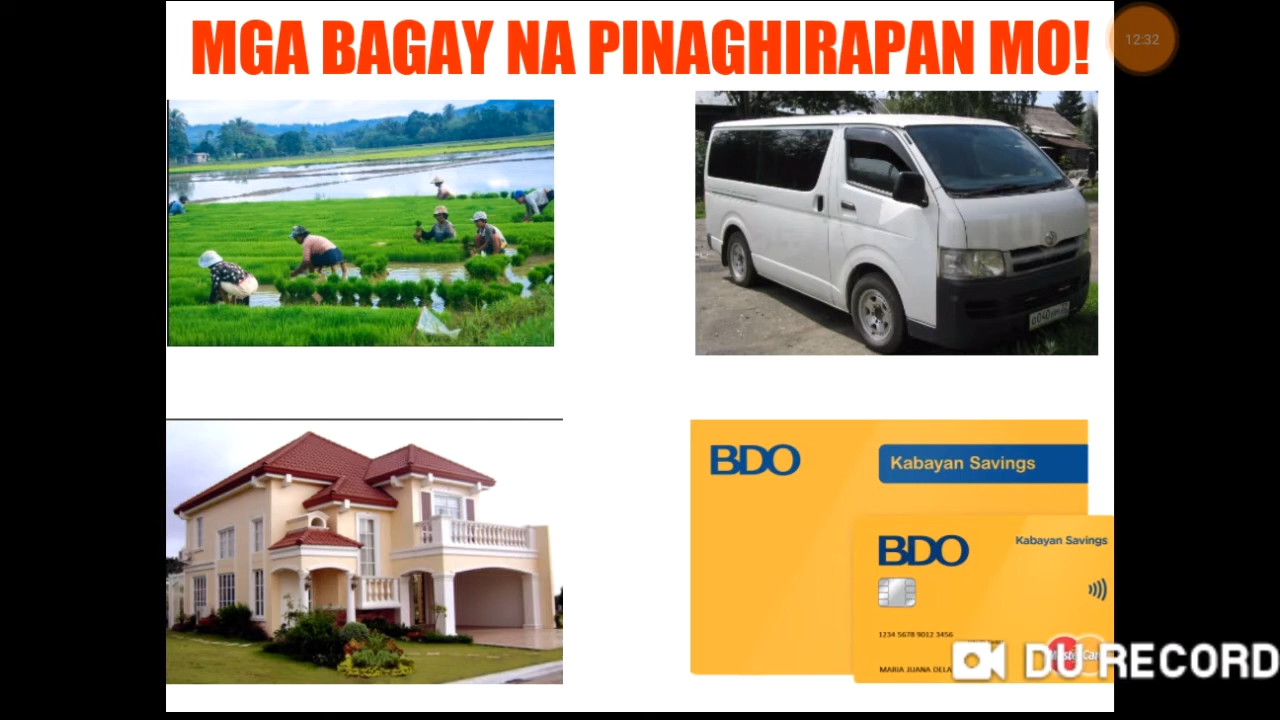 MGA BAGAY NA PINAGHIRAPAN MO!
12:32
BDO
Kabayan Savings
BDO
Kabayan Savings
1234 5678 9012 3456
MARIA JUANA DELA
DU RECORD